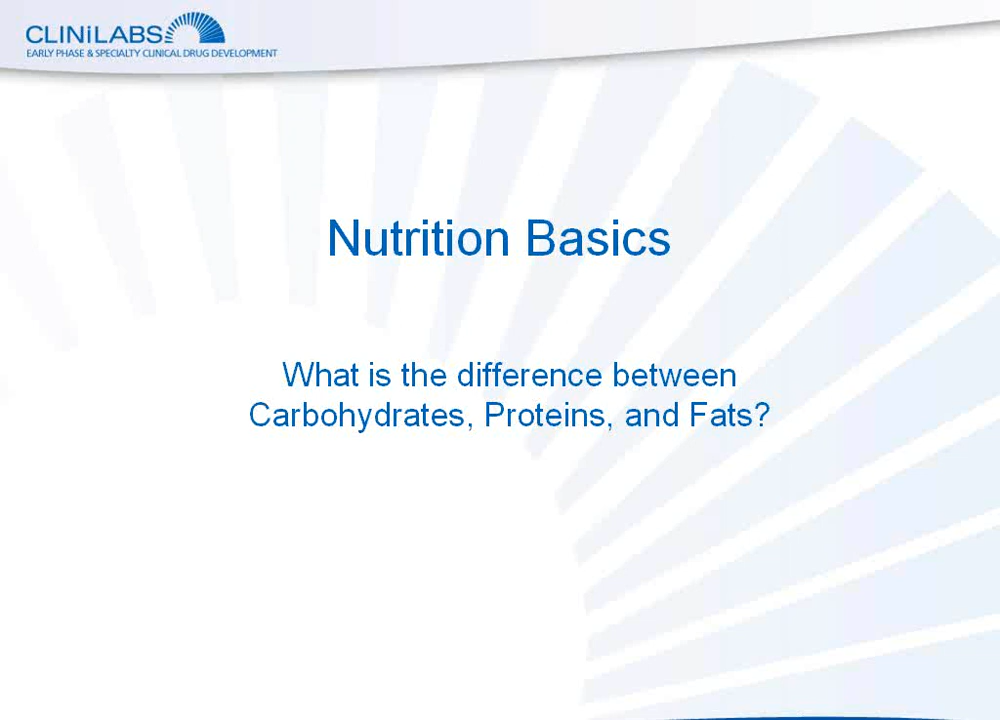 CLINiLABS
EARLY PHASE & SPECIALTY CLINICAL DRUG DEVELOPMENT
Nutrition Basics
What is the difference between
Carbohydrates, Proteins, and Fats?